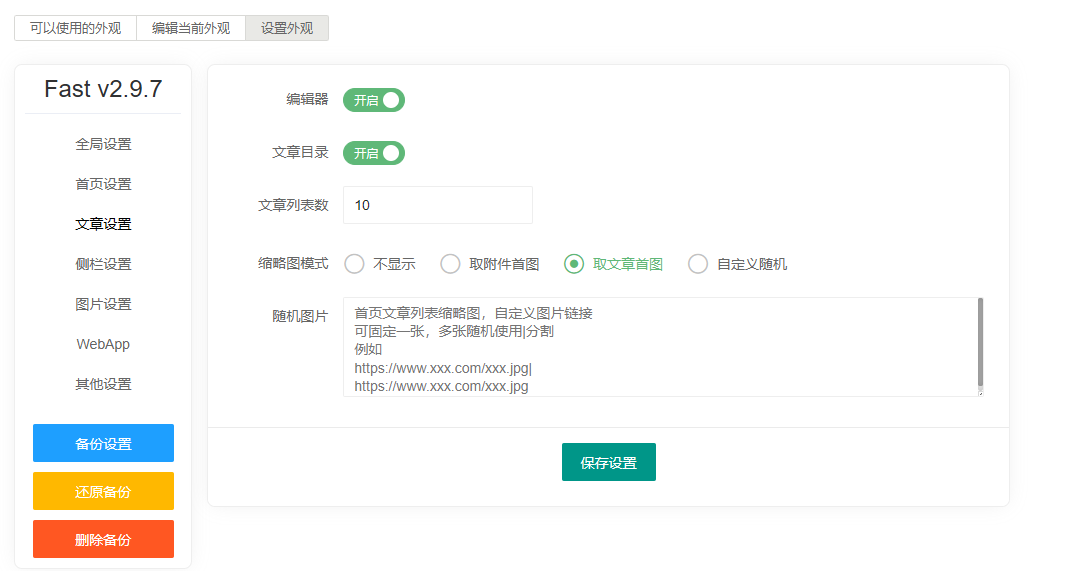 可以使用的外观
编辑当前外观
设置外观
Fast v2.9.7
全局设置
首页设置
文章设置
侧栏设置
图片设置
WebApp
其他设置
备份设置
还原备份
删除备份
编辑器
开启
文章目录
开启
文章列表数
10
缩略图模式
不显示
取附件首图
取文章首图
自定义随机
随机图片
首页文章列表缩略图，自定义图片链接
可固定一张，多张随机使用|分割
例如
https://www.xxx.com/xxx.jpg|
https://www.xxx.com/xxx.jpg
保存设置